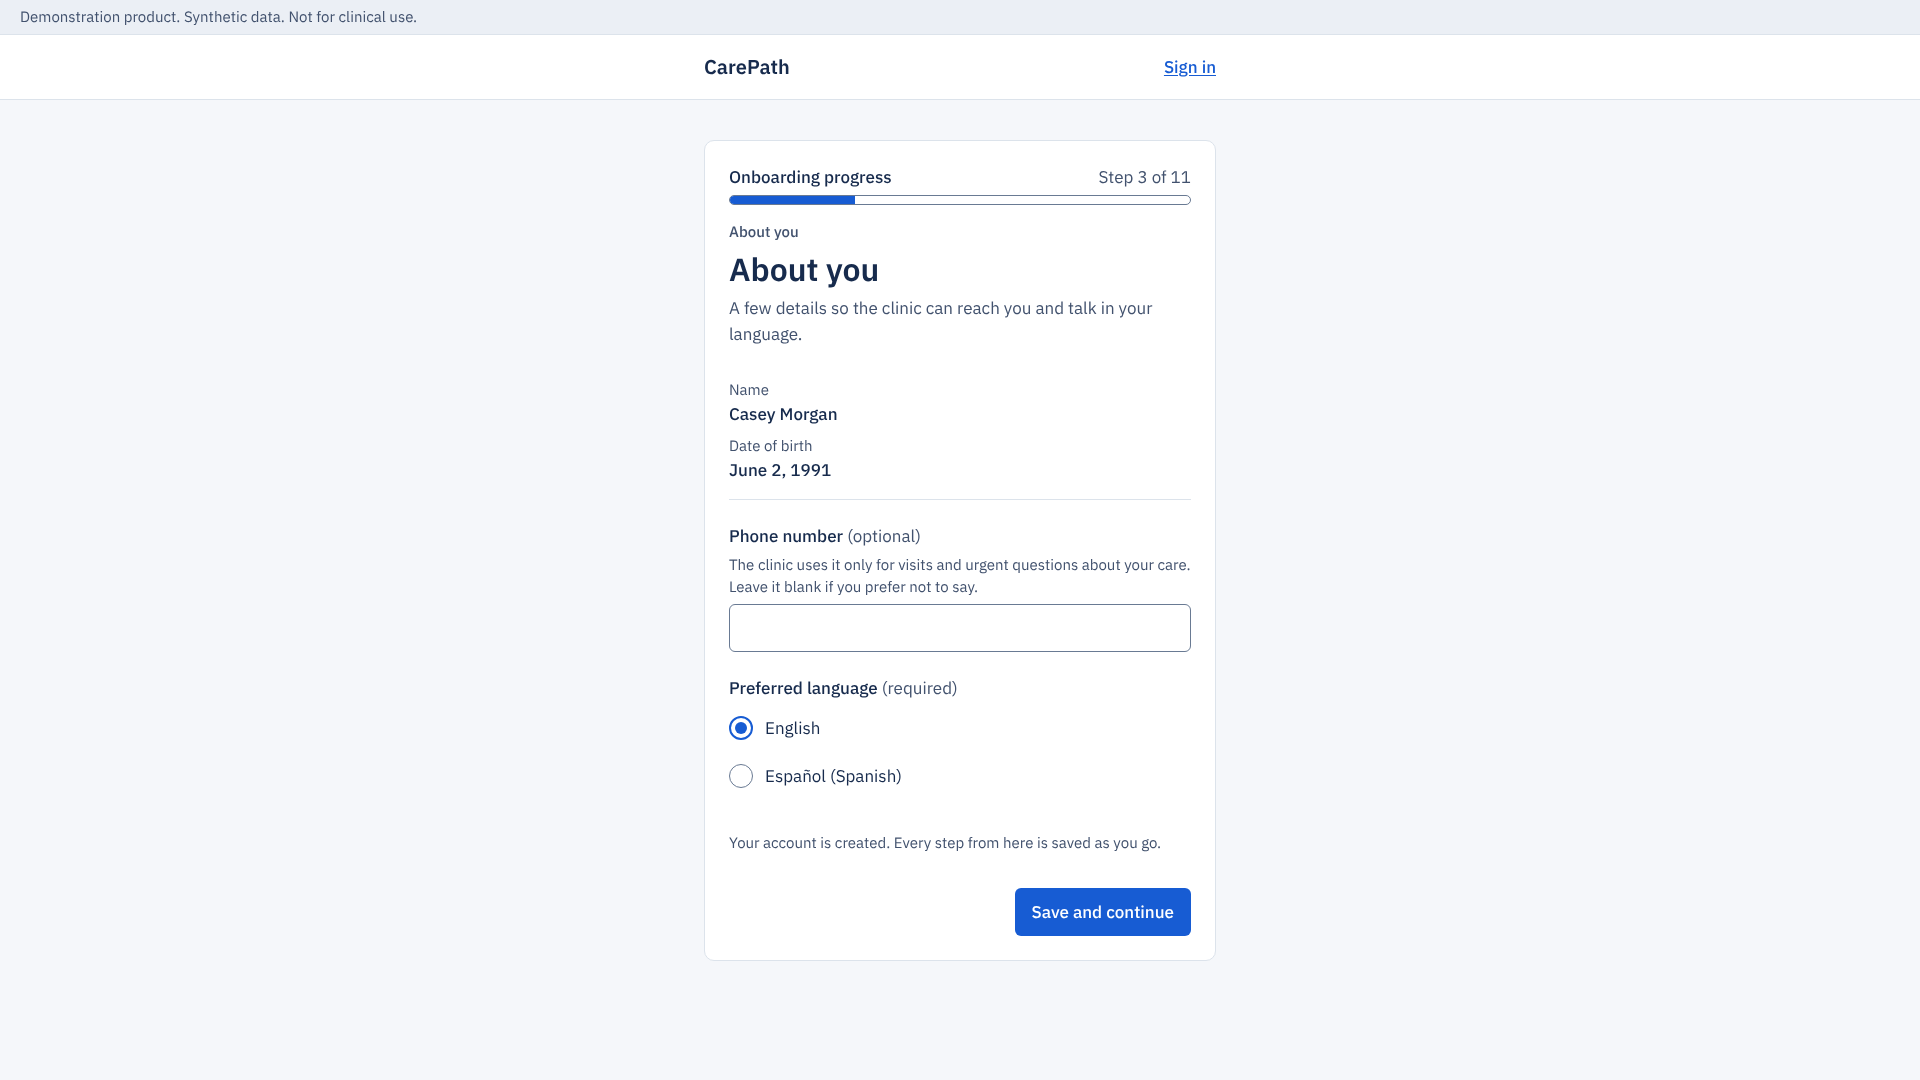 Demonstration product. Synthetic data. Not for clinical use.
CarePath
Sign in
Onboarding progress
Step 3 of 11
About you
About you
A few details so the clinic can reach you and talk in your
language.
Name
Casey Morgan
Date of birth
June 2, 1991
Phone number (optional)
The clinic uses it only for visits and urgent questions about your care.
Leave it blank if you prefer not to say.
Preferred language (required)
English
Español (Spanish)
Your account is created. Every step from here is saved as you go.
Save and continue